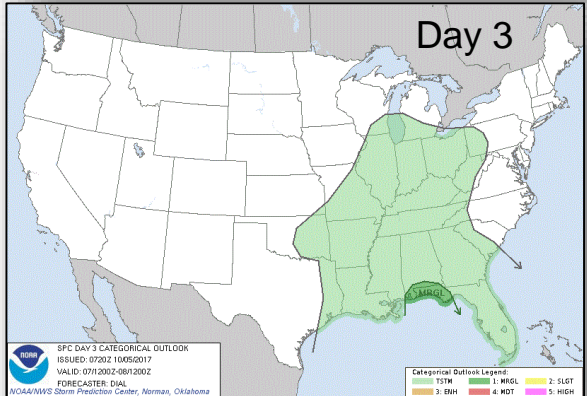 Day 3
MRGL
NOAA
SPC DAY 3 CATEGORICAL OUTLOOK
ISSUED: 0720Z 10/05/2017
VALID: 07/1200Z-08/1200Z
FORECASTER: DIAL
NOAA/NWS Storm Prediction Center, Norman, Oklahoma
Categorical Outlook Legend:
TSTM 1: MRGL 2: SLGT
3: ENH 4: MDT 5: HIGH